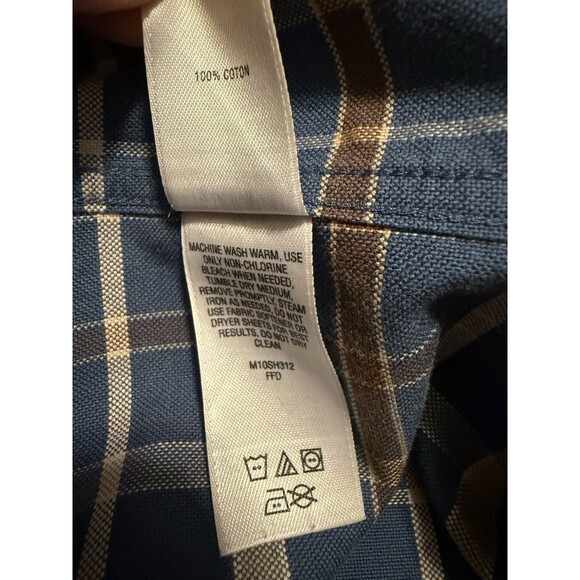 100% COTON
MACHINE WASH WARM, USE
ONLY NON-CHLORINE
BLEACH WHEN NEEDED,
TUMBLE DRY MEDIUM,
REMOVE PROMPTLY, STEAM
IRON AS NEEDED, DO NOT
USE FABRIC SOFTENER OR
DRYER SHEETS FOR BEST
RESULTS, DO NOT DRY
CLEAN
M10SH312
FFD